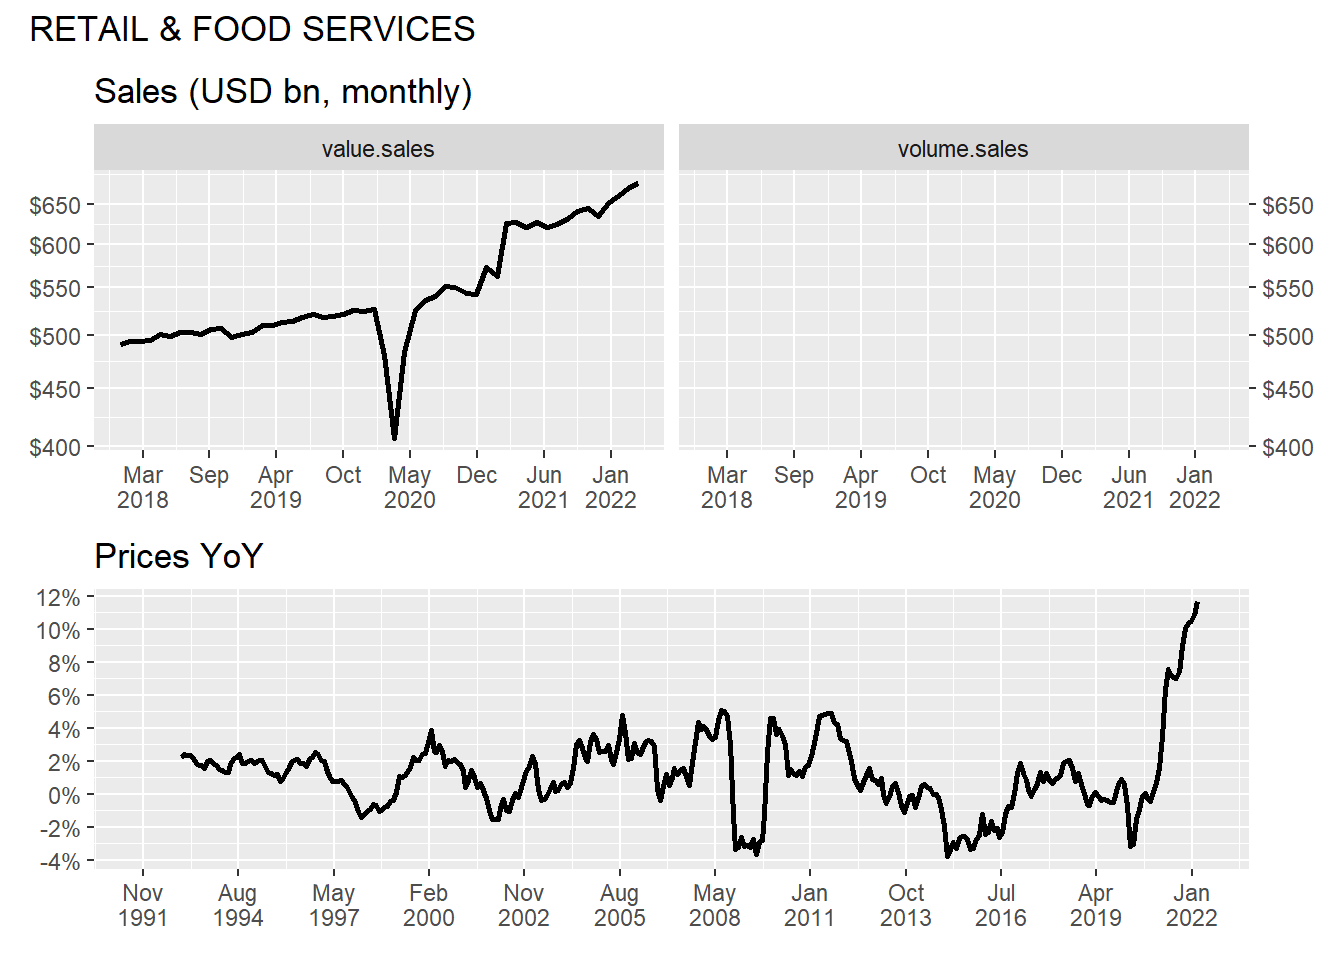 RETAIL & FOOD SERVICES
Sales (USD bn, monthly)
value.sales
volume.sales
$650
$600
$550
$500
$450
$400
$650
$600
$550
$500
$450
$400
Mar Sep Apr Oct May Dec Jun Jan
2018 2019 2020 2021 2022
Mar Sep Apr Oct May Dec Jun Jan
2018 2019 2020 2021 2022
Prices YoY
12%
10%
8%
6%
4%
2%
0%
-2%
-4%
Nov Aug May Feb Nov Aug May Jan Oct Jul Apr Jan
1991 1994 1997 2000 2002 2005 2008 2011 2013 2016 2019 2022